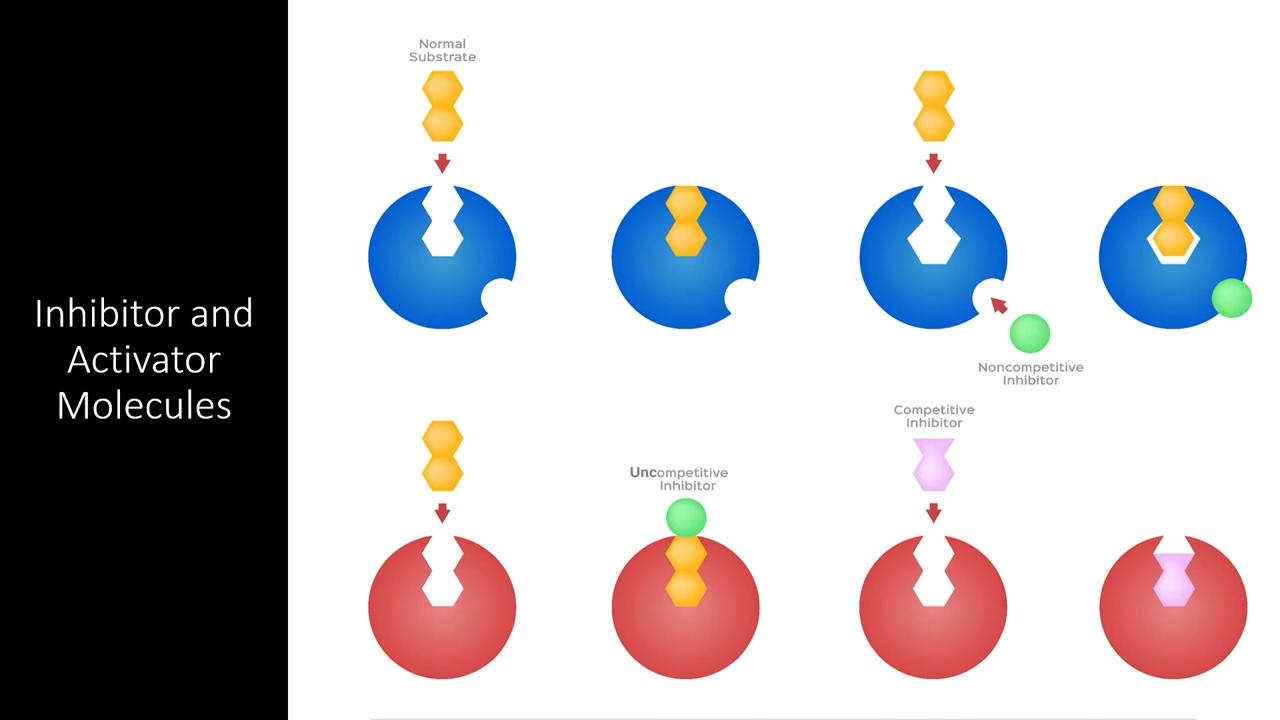 Inhibitor and
Activator
Molecules
Normal
Substrate
Noncompetitive
Inhibitor
Uncompetitive
Inhibitor
Competitive
Inhibitor